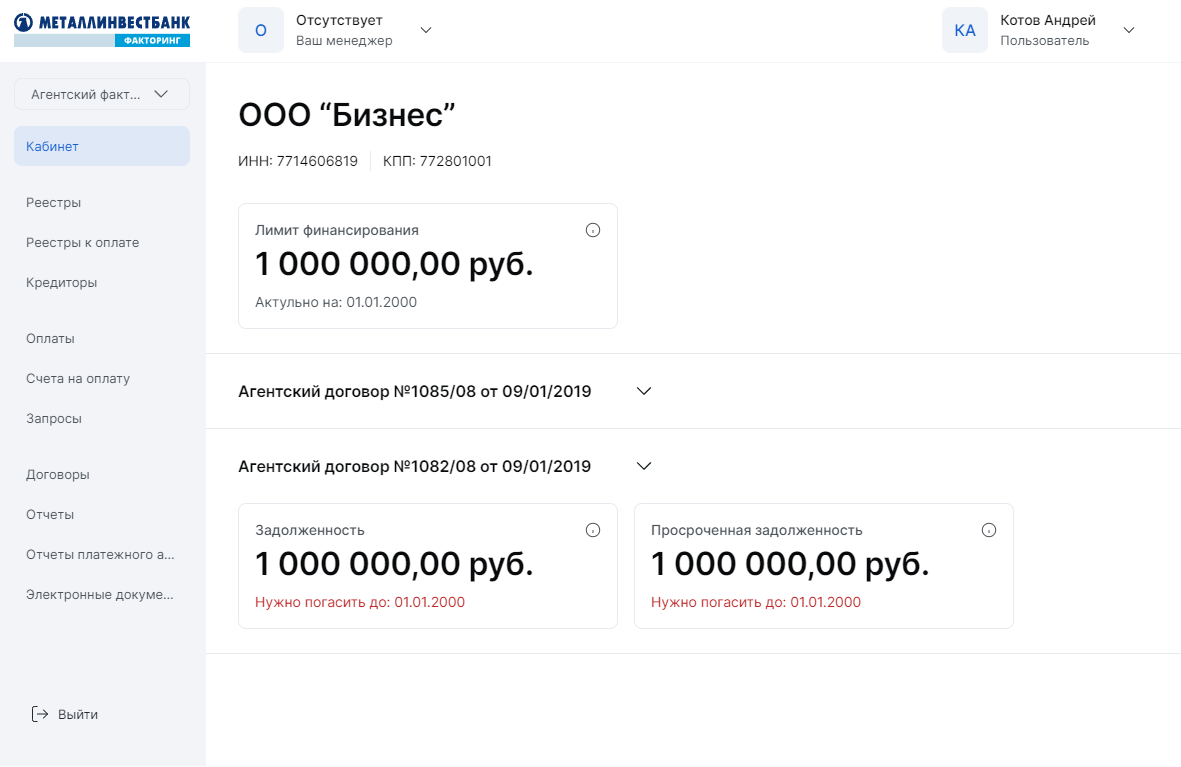 МЕТАЛЛИНВЕСТБАНК
ФАКТОРИНГ
О
Отсутствует
Ваш менеджер
КА
Котов Андрей
Пользователь
Агентский факт...
Кабинет
Реестры
Реестры к оплате
Кредиторы
Оплаты
Счета на оплату
Запросы
Договоры
Отчеты
Отчеты платежного а...
Электронные докуме...
Выйти
ООО “Бизнес”
ИНН: 7714606819 КПП: 772801001
Лимит финансирования
1 000 000,00 руб.
Актульно на: 01.01.2000
Агентский договор №1085/08 от 09/01/2019
Агентский договор №1082/08 от 09/01/2019
Задолженность
1 000 000,00 руб.
Нужно погасить до: 01.01.2000
Просроченная задолженность
1 000 000,00 руб.
Нужно погасить до: 01.01.2000